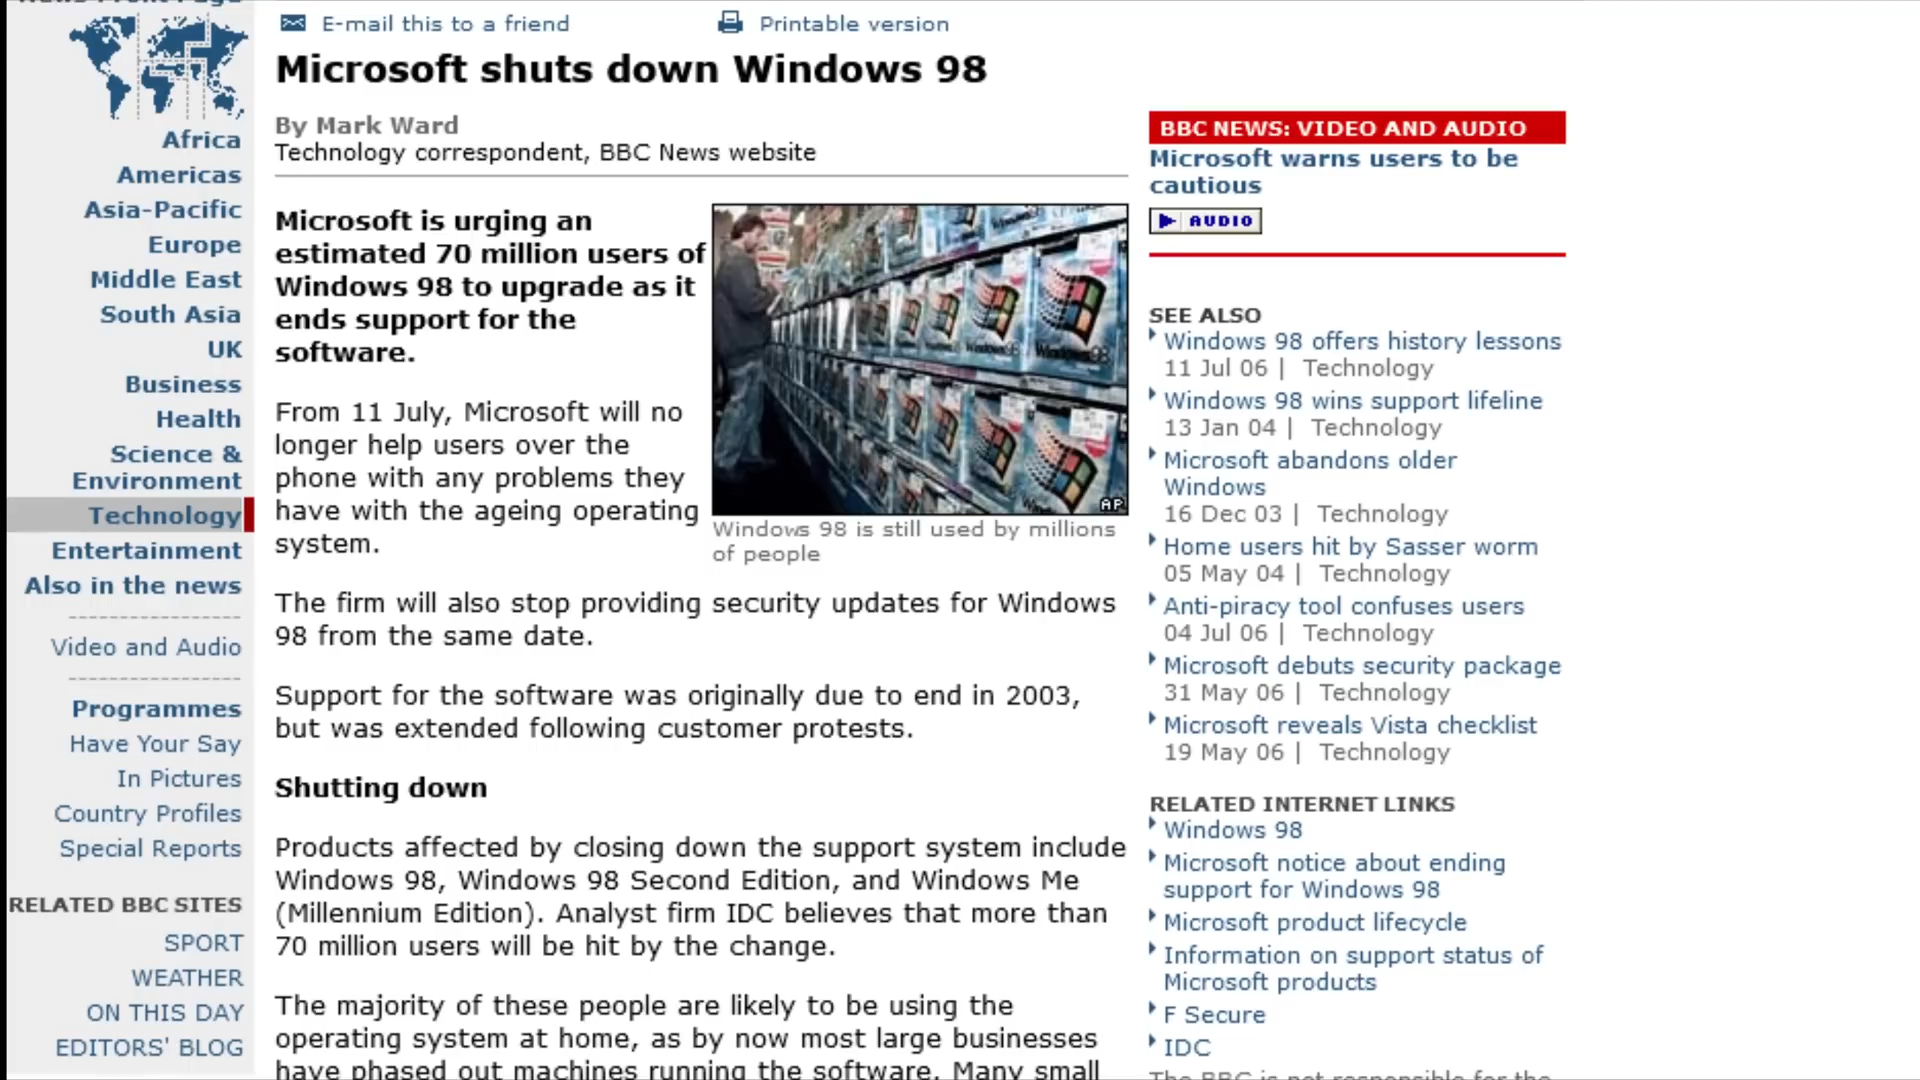 E-mail this to a friend
Printable version
Microsoft shuts down Windows 98
By Mark Ward
Technology correspondent, BBC News website
Microsoft is urging an
estimated 70 million users of
Windows 98 to upgrade as it
ends support for the
software.
From 11 July, Microsoft will no
longer help users over the
phone with any problems they
have with the ageing operating
system.
AP
Windows 98 is still used by millions
of people
The firm will also stop providing security updates for Windows
98 from the same date.
Support for the software was originally due to end in 2003,
but was extended following customer protests.
Shutting down
Products affected by closing down the support system include
Windows 98, Windows 98 Second Edition, and Windows Me
(Millennium Edition). Analyst firm IDC believes that more than
70 million users will be hit by the change.
The majority of these people are likely to be using the
operating system at home, as by now most large businesses
have phased out machines running the software. Many small
Africa
Americas
Asia-Pacific
Europe
Middle East
South Asia
UK
Business
Health
Science &
Environment
Technology
Entertainment
Also in the news
Video and Audio
Programmes
Have Your Say
In Pictures
Country Profiles
Special Reports
RELATED BBC SITES
SPORT
WEATHER
ON THIS DAY
EDITORS' BLOG
BBC NEWS: VIDEO AND AUDIO
Microsoft warns users to be
cautious
AUDIO
SEE ALSO
Windows 98 offers history lessons
11 Jul 06 | Technology
Windows 98 wins support lifeline
13 Jan 04 | Technology
Microsoft abandons older
Windows
16 Dec 03 | Technology
Home users hit by Sasser worm
05 May 04 | Technology
Anti-piracy tool confuses users
04 Jul 06 | Technology
Microsoft debuts security package
31 May 06 | Technology
Microsoft reveals Vista checklist
19 May 06 | Technology
RELATED INTERNET LINKS
Windows 98
Microsoft notice about ending
support for Windows 98
Microsoft product lifecycle
Information on support status of
Microsoft products
F Secure
IDC
The BBC is not responsible for the